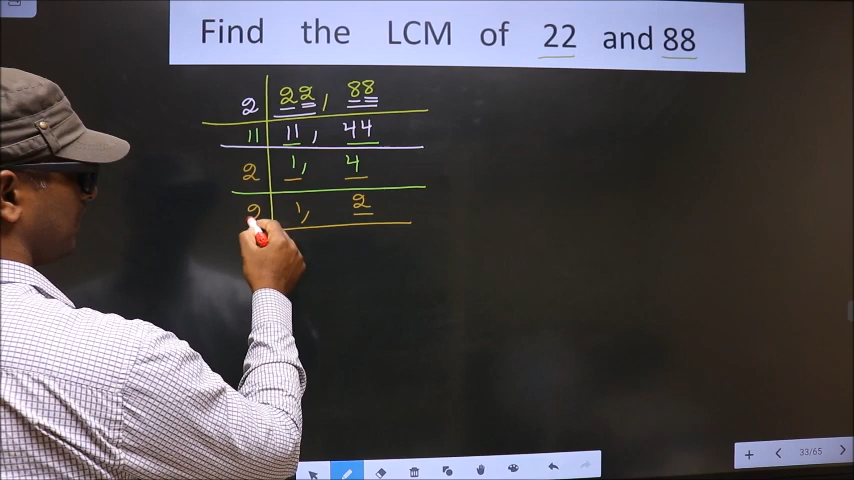 Find the LCM of 22 and 88
2 22, 88
11 11, 44
2 1, 4
2 1, 2
33/65